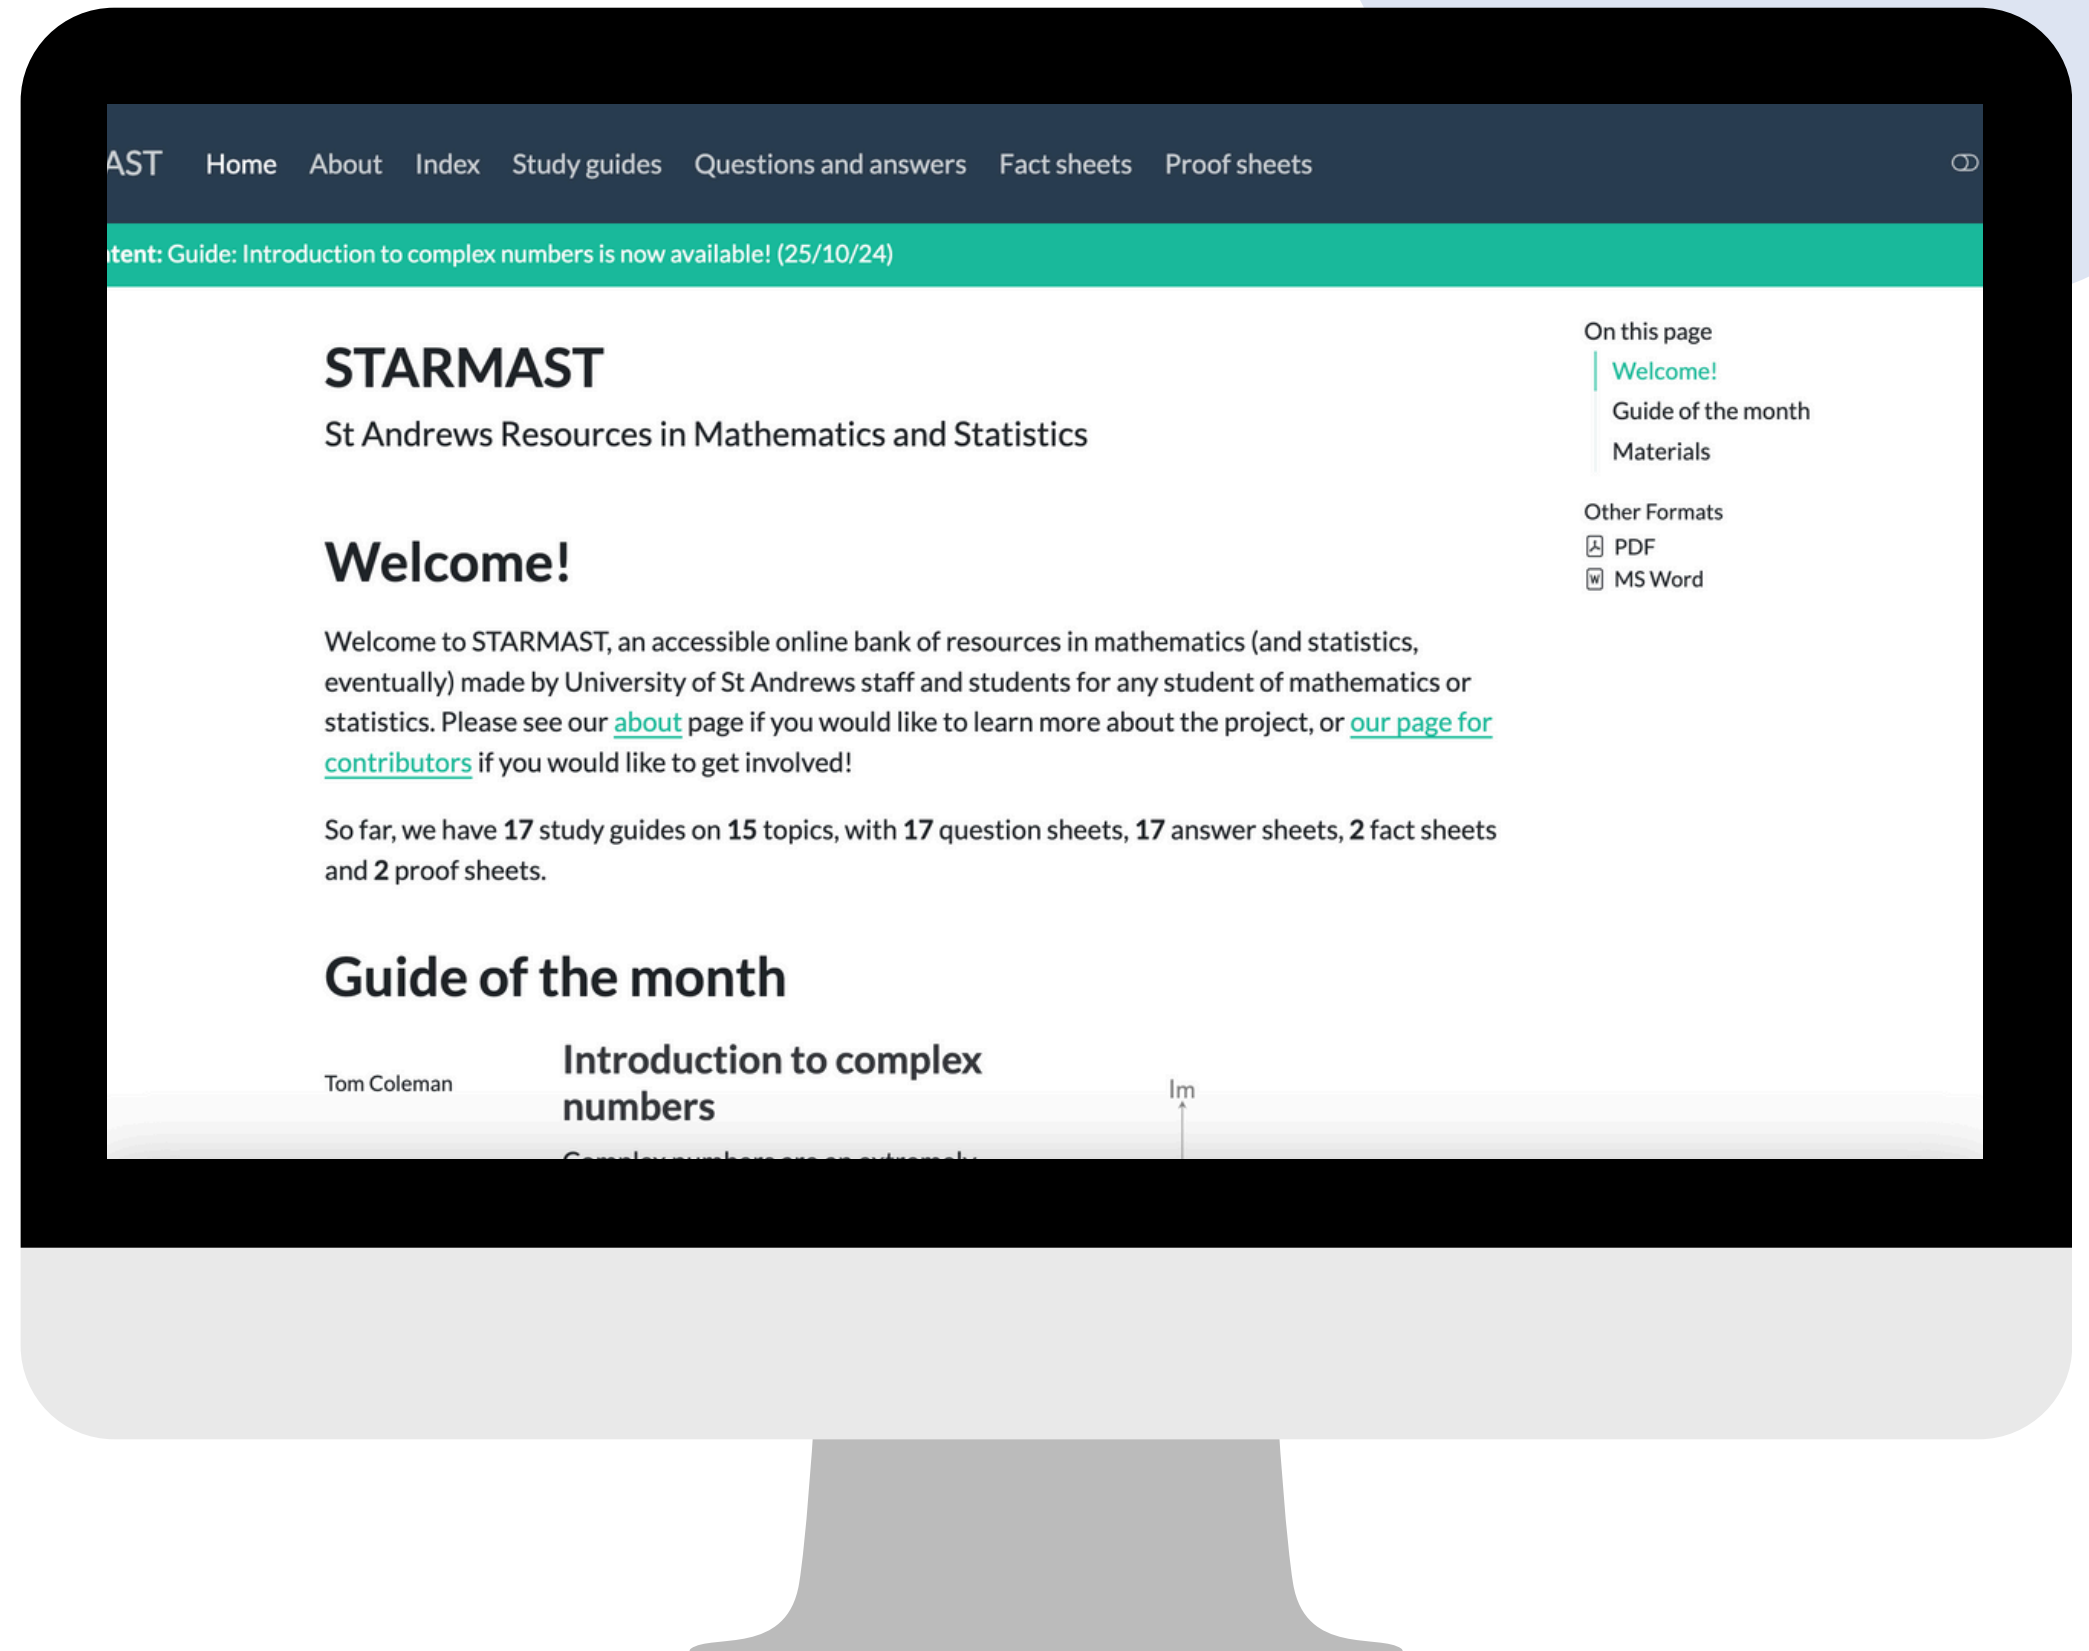 AST Home About Index Study guides Questions and answers Fact sheets Proof sheets
tent: Guide: Introduction to complex numbers is now available! (25/10/24)
STARMAST
St Andrews Resources in Mathematics and Statistics
Welcome!
Welcome to STARMAST, an accessible online bank of resources in mathematics (and statistics,
eventually) made by University of St Andrews staff and students for any student of mathematics or
statistics. Please see our about page if you would like to learn more about the project, or our page for
contributors if you would like to get involved!
So far, we have 17 study guides on 15 topics, with 17 question sheets, 17 answer sheets, 2 fact sheets
and 2 proof sheets.
Guide of the month
Tom Coleman
Introduction to complex
numbers
Complex numbers are an extremely
Im
On this page
Welcome!
Guide of the month
Materials
Other Formats
PDF
MS Word